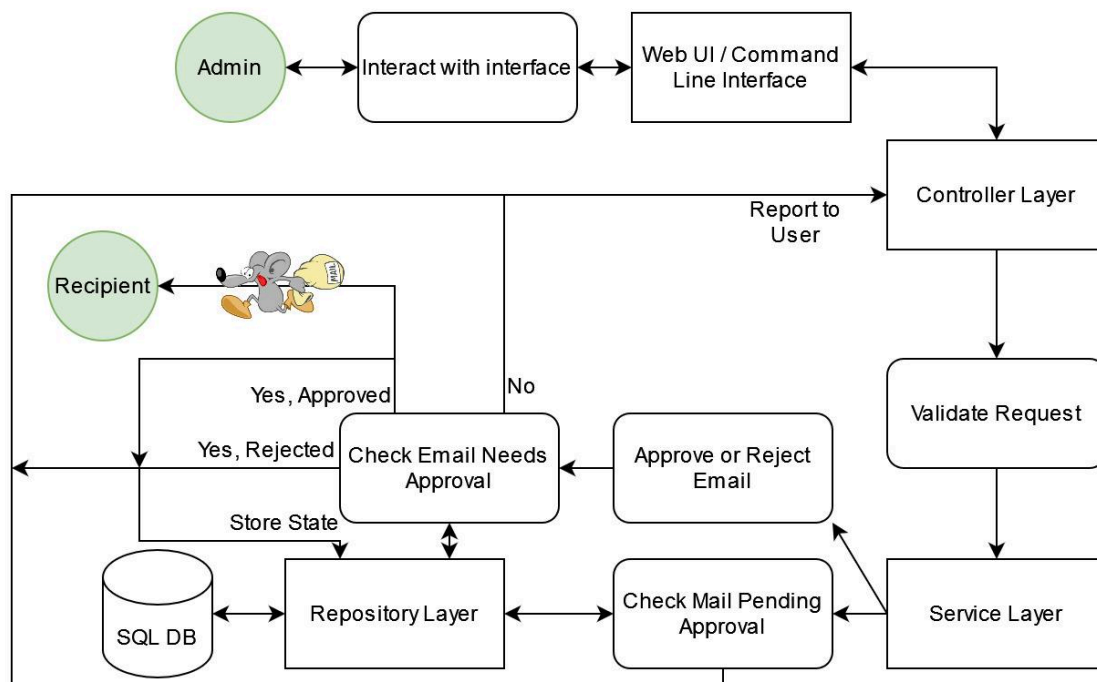 Admin
Interact with interface
Web UI / Command
Line Interface
Controller Layer
Report to
User
Recipient
MAIL
No
Yes, Approved
Validate Request
Yes, Rejected
Check Email Needs
Approval
Approve or Reject
Email
Store State
SQL DB
Repository Layer
Check Mail Pending
Approval
Service Layer